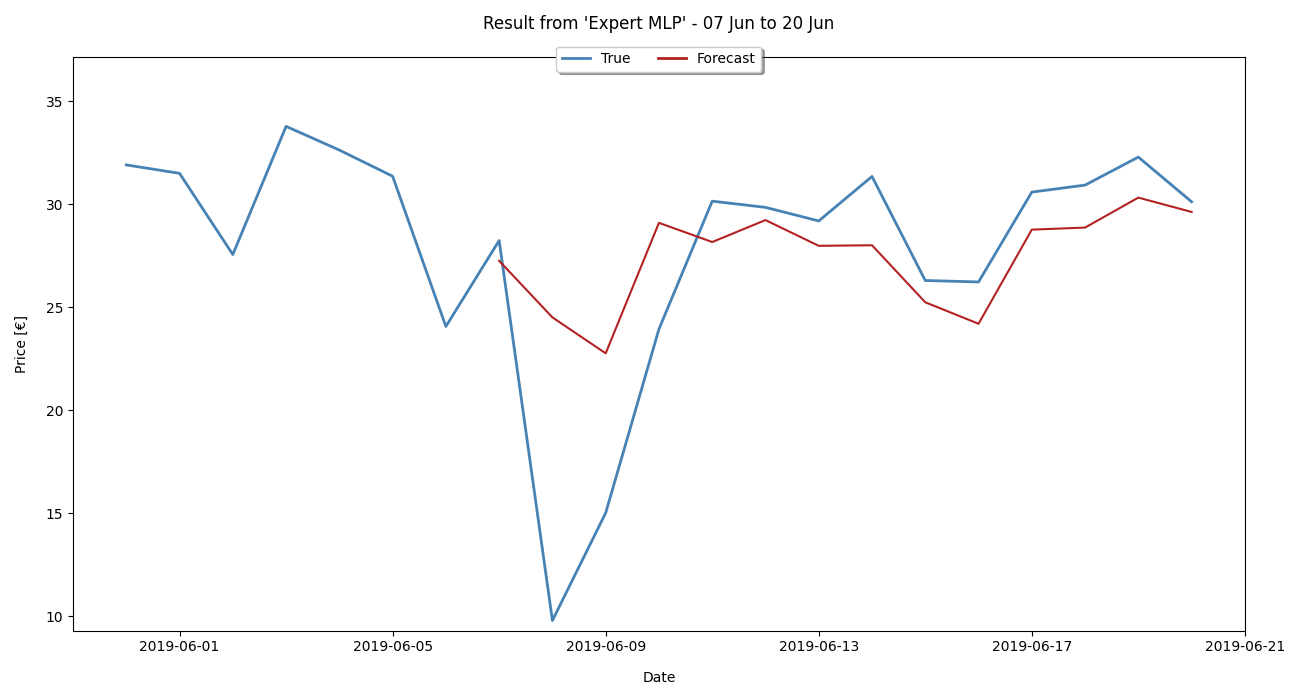 Result from 'Expert MLP' - 07 Jun to 20 Jun
True Forecast
35
30
25
20
15
10
Price [€]
2019-06-01 2019-06-05 2019-06-09 2019-06-13 2019-06-17 2019-06-21
Date